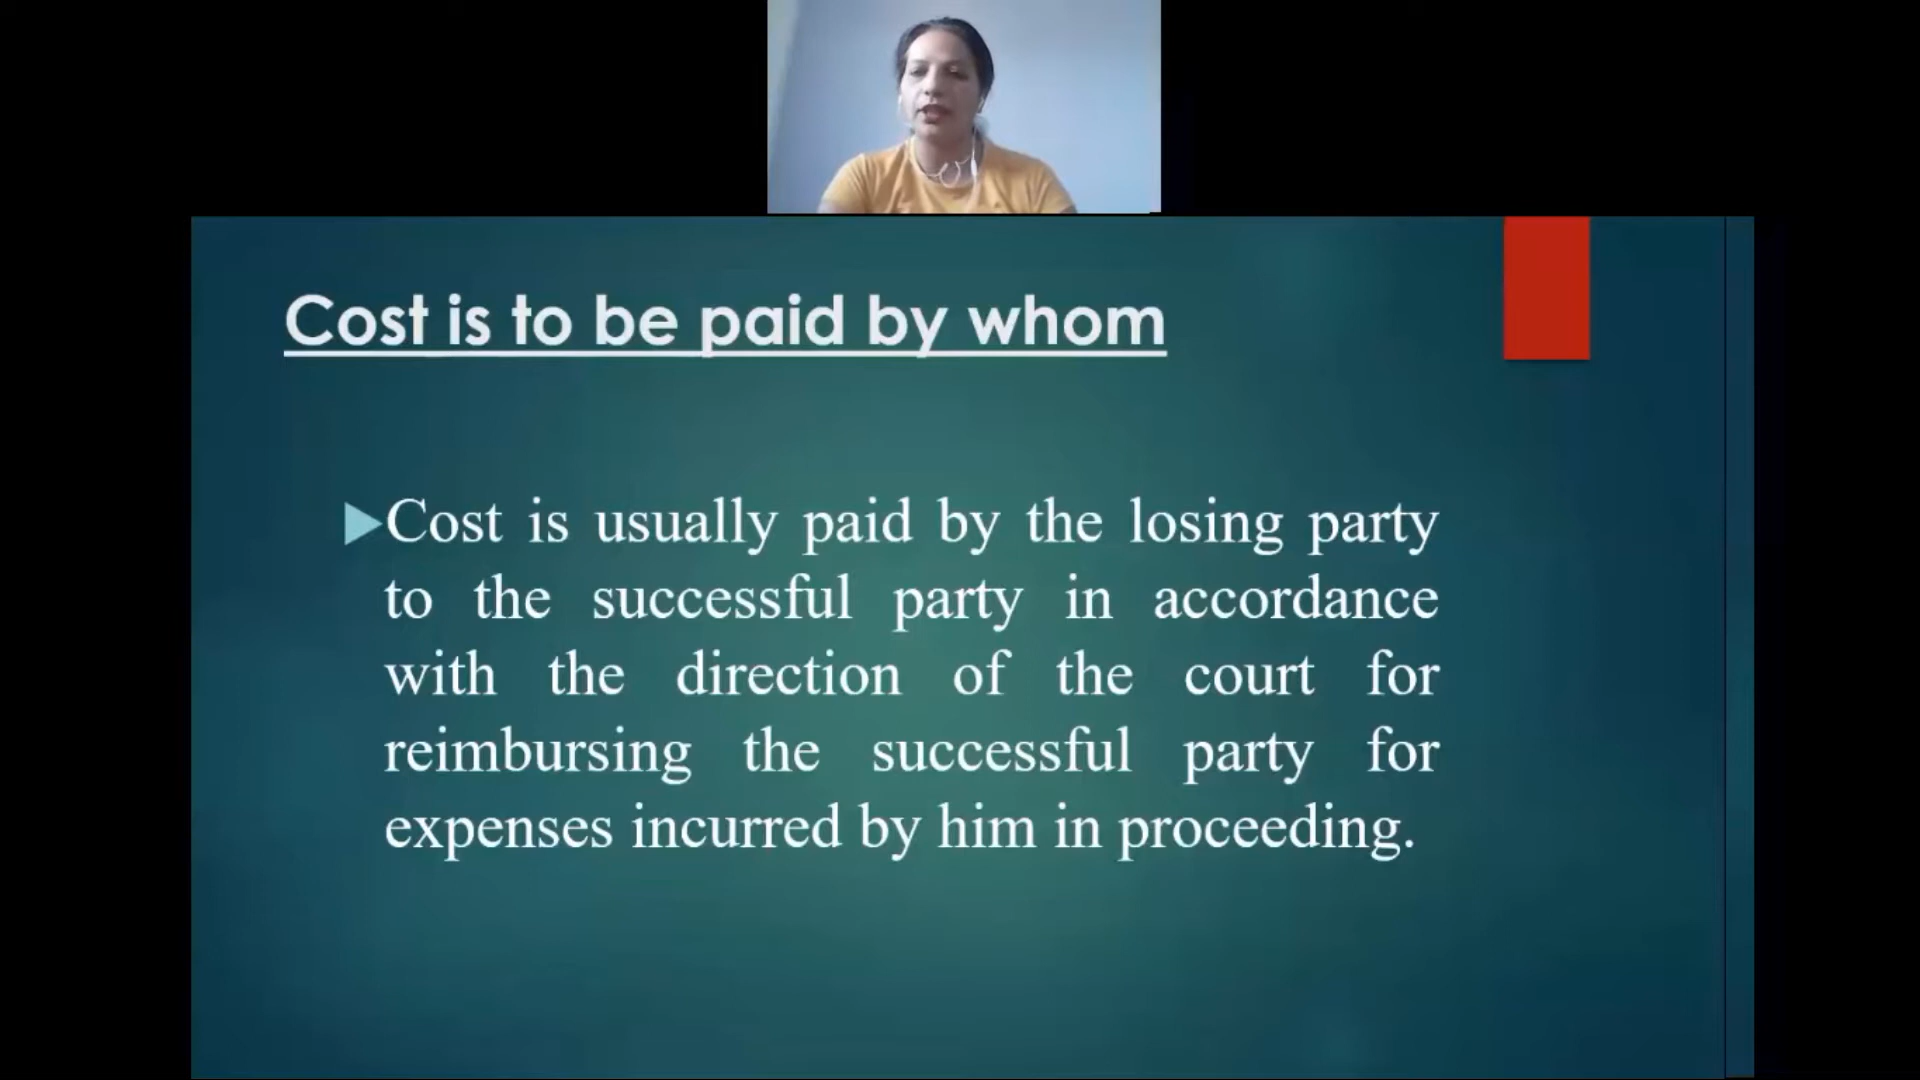 Cost is to be paid by whom
Cost is usually paid by the losing party
to the successful party in accordance
with the direction of the court for
reimbursing the successful party for
expenses incurred by him in proceeding.